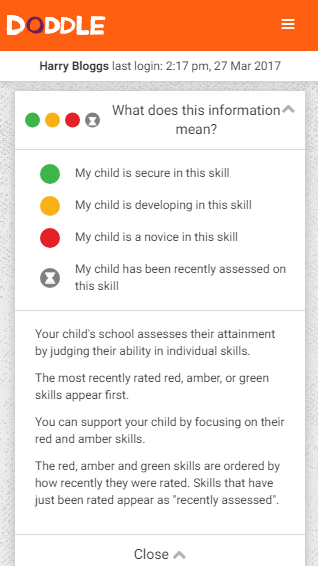 DODDLE
Harry Bloggs last login: 2:17 pm, 27 Mar 2017
What does this information
mean?
My child is secure in this skill
My child is developing in this skill
My child is a novice in this skill
My child has been recently assessed on
this skill
Your child's school assesses their attainment
by judging their ability in individual skills.
The most recently rated red, amber, or green
skills appear first.
You can support your child by focusing on their
red and amber skills.
The red, amber and green skills are ordered by
how recently they were rated. Skills that have
just been rated appear as "recently assessed".
Close